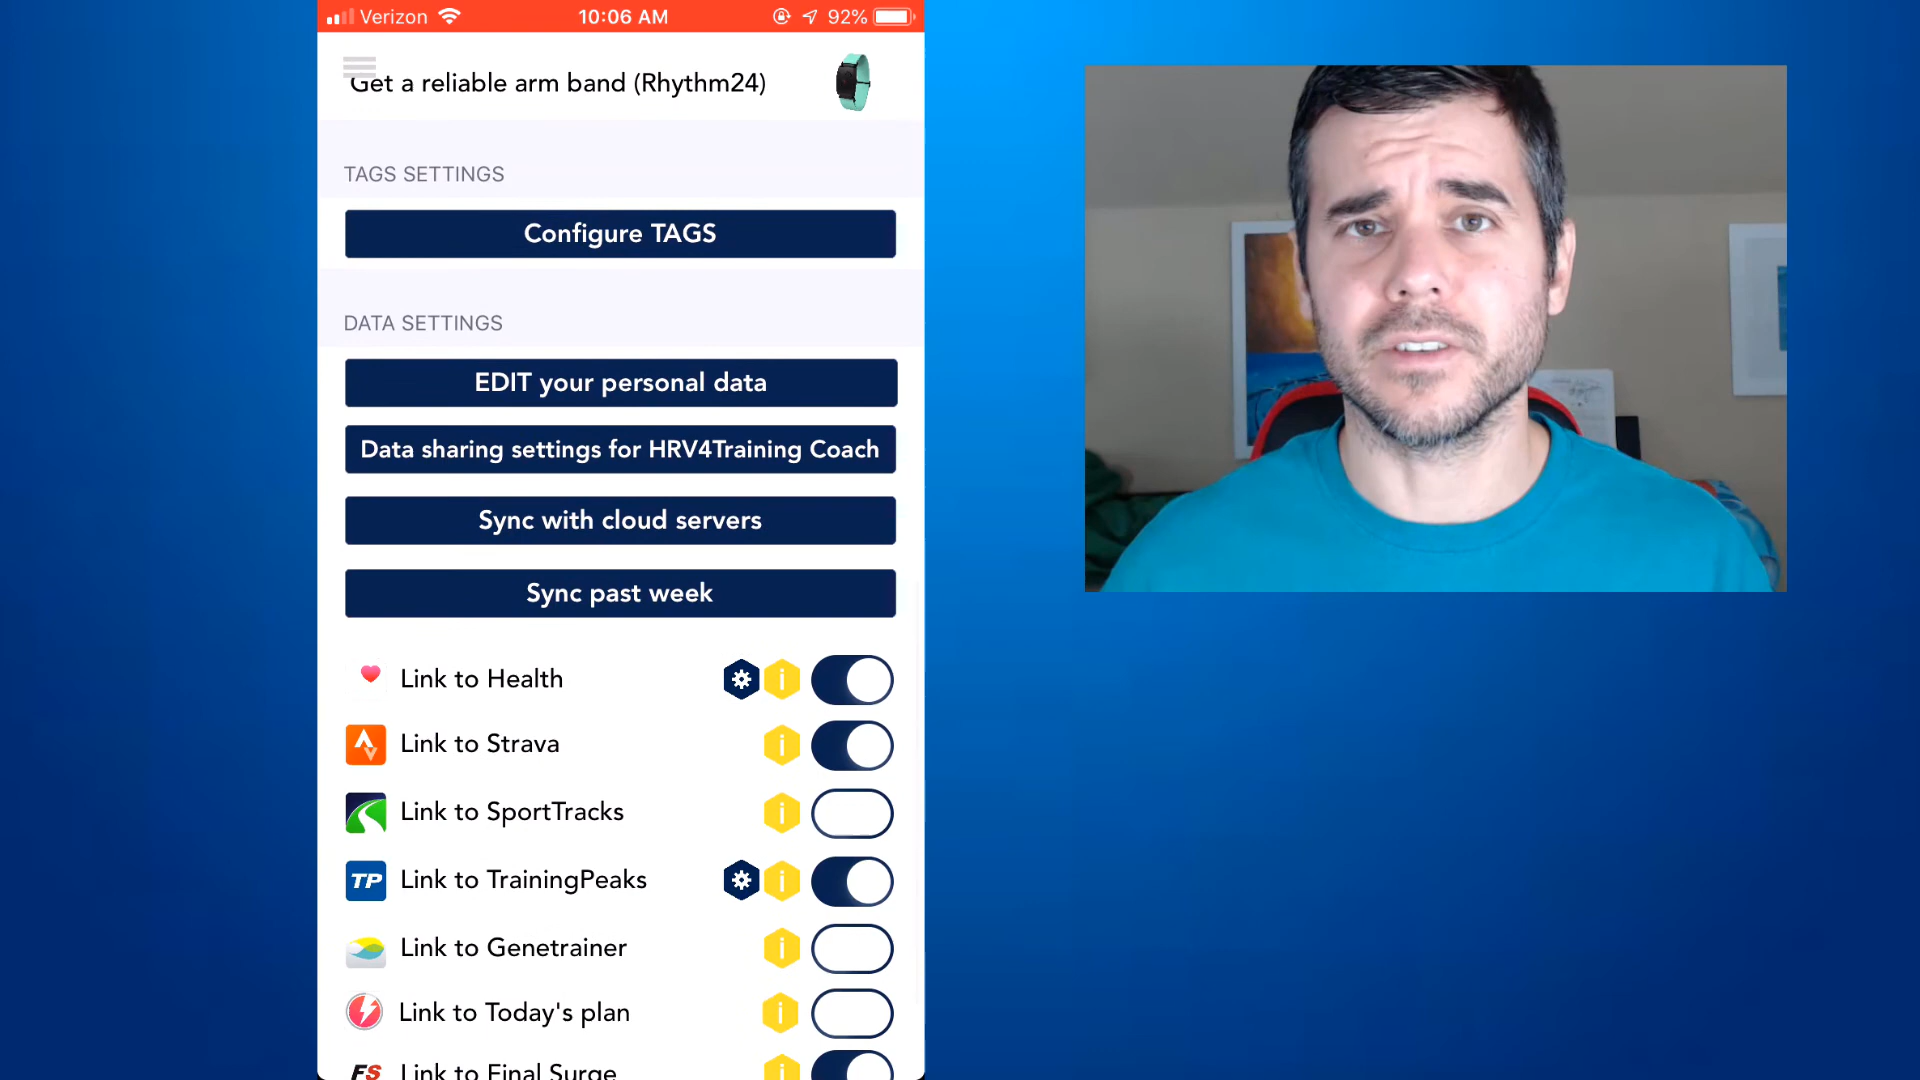 Verizon 10:06 AM 92%
Get a reliable arm band (Rhythm24)
TAGS SETTINGS
Configure TAGS
DATA SETTINGS
EDIT your personal data
Data sharing settings for HRV4Training Coach
Sync with cloud servers
Sync past week
Link to Health i
Link to Strava i
Link to SportTracks i
TP Link to TrainingPeaks i
Link to Genetrainer i
Link to Today's plan i
FS Link to Final Surge i